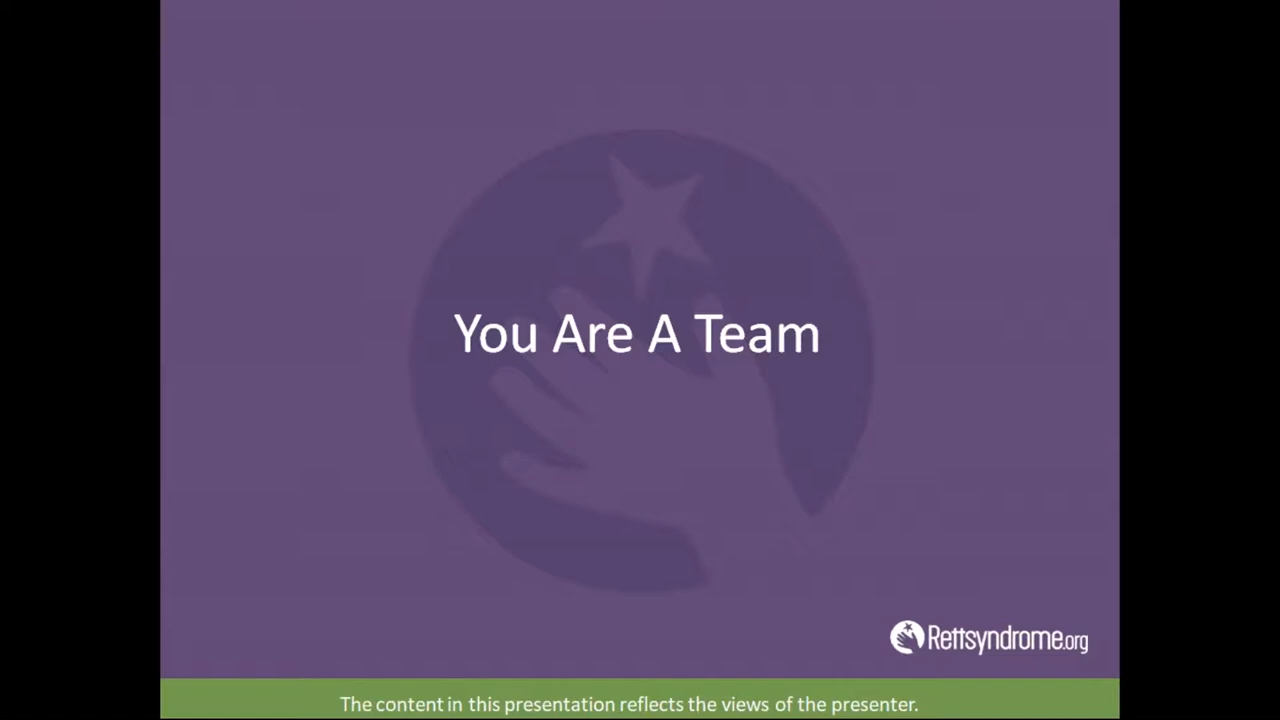 You Are A Team
Rettsyndrome.org
The content in this presentation reflects the views of the presenter.